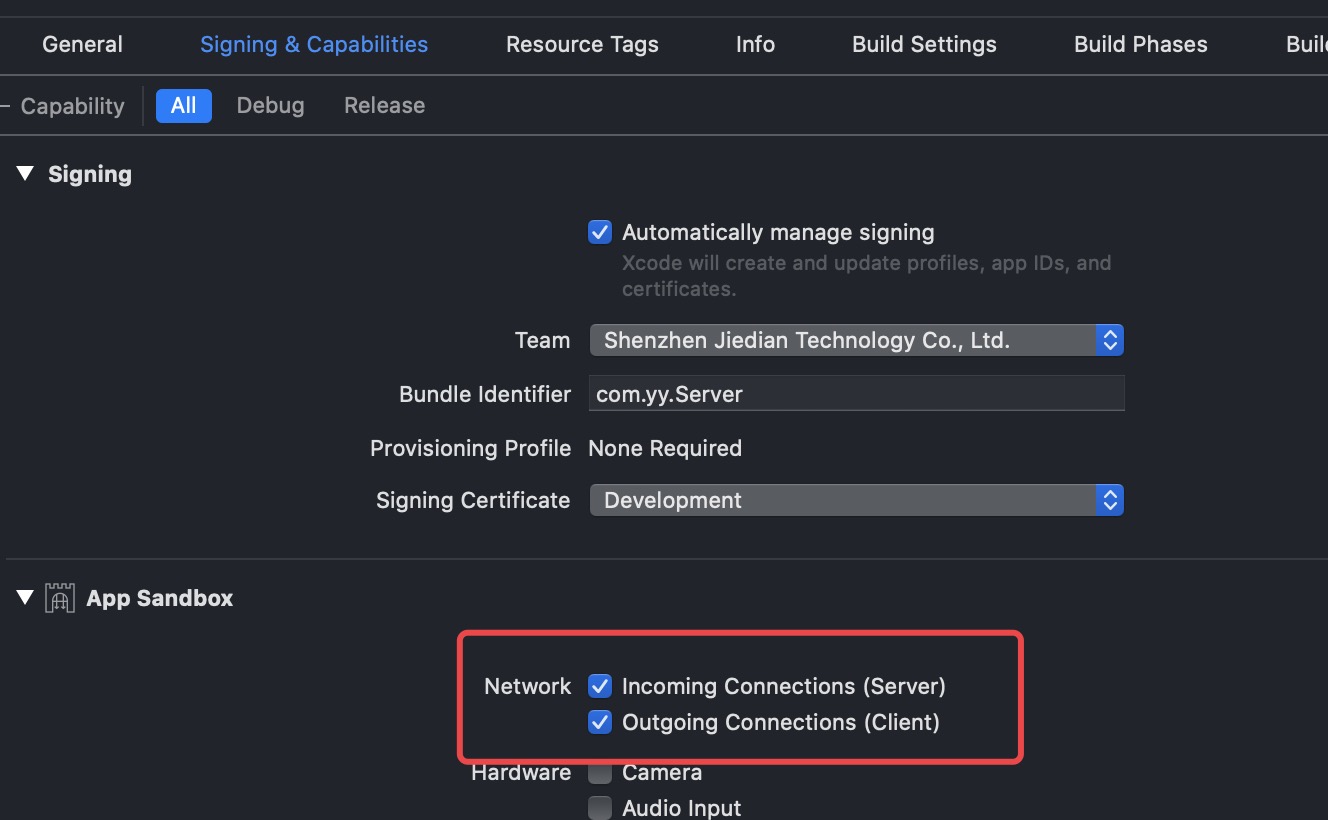 General Signing & Capabilities Resource Tags Info Build Settings Build Phases
Capability All Debug Release
Signing
Automatically manage signing
Xcode will create and update profiles, app IDs, and
certificates.
Team Shenzhen Jiedian Technology Co., Ltd.
Bundle Identifier com.yy.Server
Provisioning Profile None Required
Signing Certificate Development
App Sandbox
Network Incoming Connections (Server)
Outgoing Connections (Client)
Hardware Camera
Audio Input